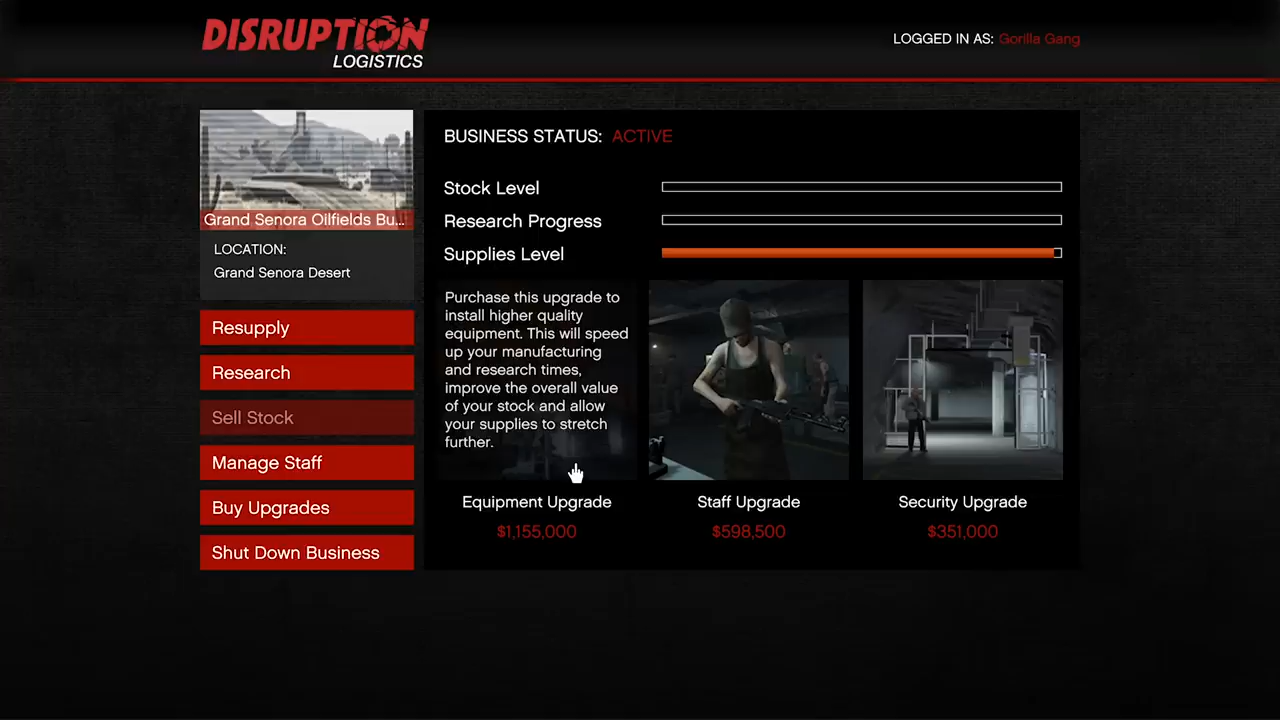 DISRUPTION
LOGISTICS
LOGGED IN AS: Gorilla Gang
Grand Senora Oilfields Bu...
LOCATION:
Grand Senora Desert
Resupply
Research
Sell Stock
Manage Staff
Buy Upgrades
Shut Down Business
BUSINESS STATUS: ACTIVE
Stock Level
Research Progress
Supplies Level
Purchase this upgrade to
install higher quality
equipment. This will speed
up your manufacturing
and research times,
improve the overall value
of your stock and allow
your supplies to stretch
further.
Equipment Upgrade
$1,155,000
Staff Upgrade
$598,500
Security Upgrade
$351,000